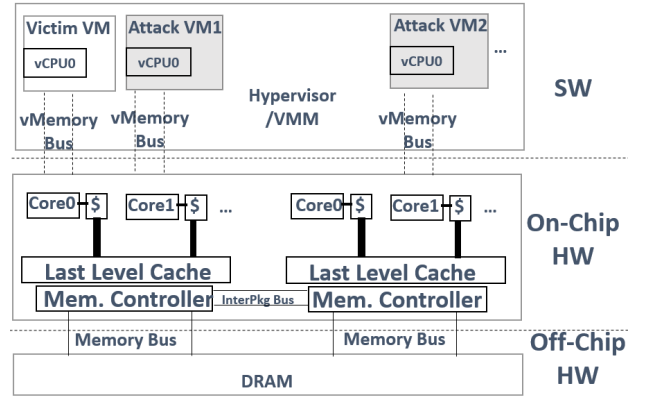 Victim VM
Attack VM1
Attack VM2
vCPU0
vCPU0
vCPU0
...
SW
Hypervisor
/VMM
vMemory
Bus
vMemory
Bus
vMemory
Bus
Core0
$
Core1
$
...
Core0
$
Core1
$
...
On-Chip
HW
Last Level Cache
Last Level Cache
Mem. Controller
InterPkg Bus
Mem. Controller
Memory Bus
Memory Bus
Off-Chip
HW
DRAM